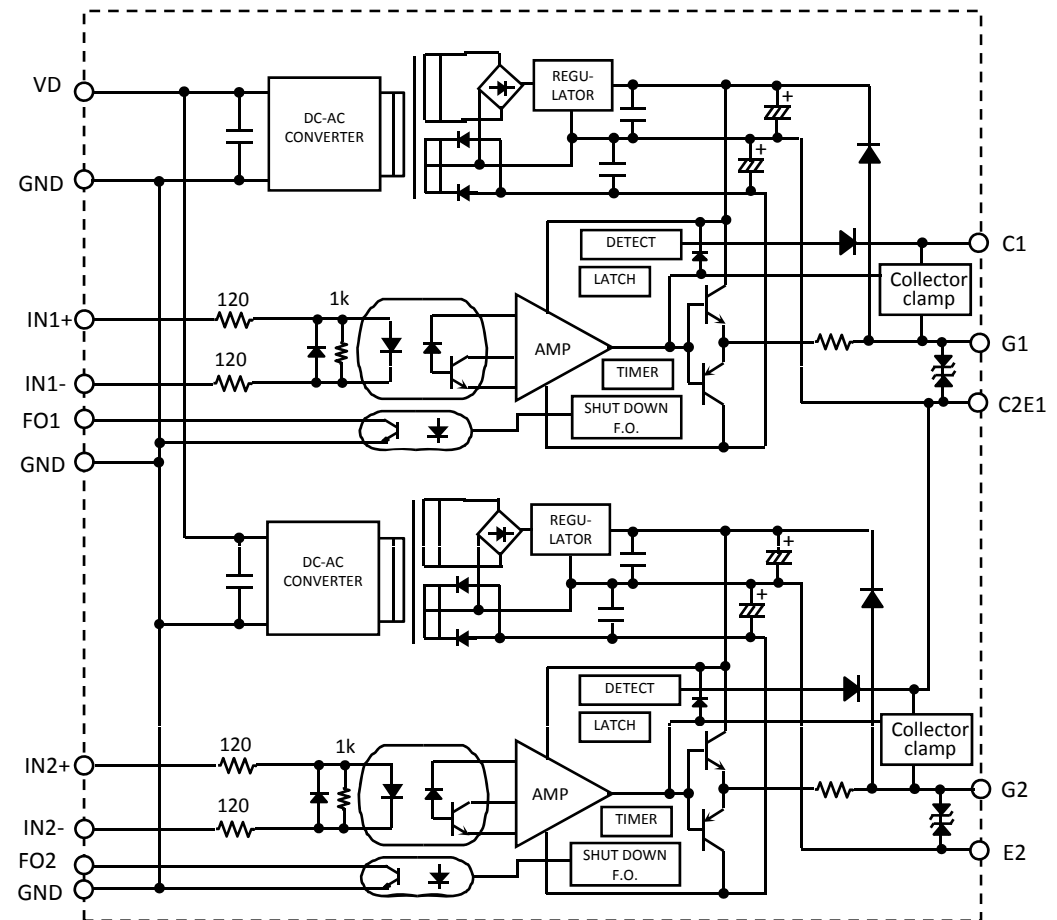 VD
DC-AC
CONVERTER
REGU-
LATOR
+
+
GND
DETECT
C1
LATCH
Collector
clamp
IN1+
120
1k
AMP
G1
120
TIMER
IN1-
C2E1
FO1
SHUT DOWN
F.O.
GND
DC-AC
CONVERTER
REGU-
LATOR
+
+
DETECT
LATCH
Collector
clamp
IN2+
120
1k
AMP
G2
120
TIMER
IN2-
FO2
SHUT DOWN
F.O.
E2
GND